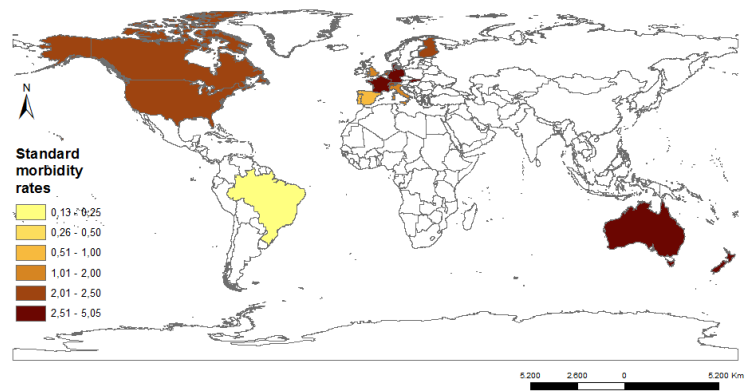 N
Standard
morbidity
rates
0,13 - 0,25
0,26 - 0,50
0,51 - 1,00
1,01 - 2,00
2,01 - 2,50
2,51 - 5,05
5.200 2.600 0 5.200 Km